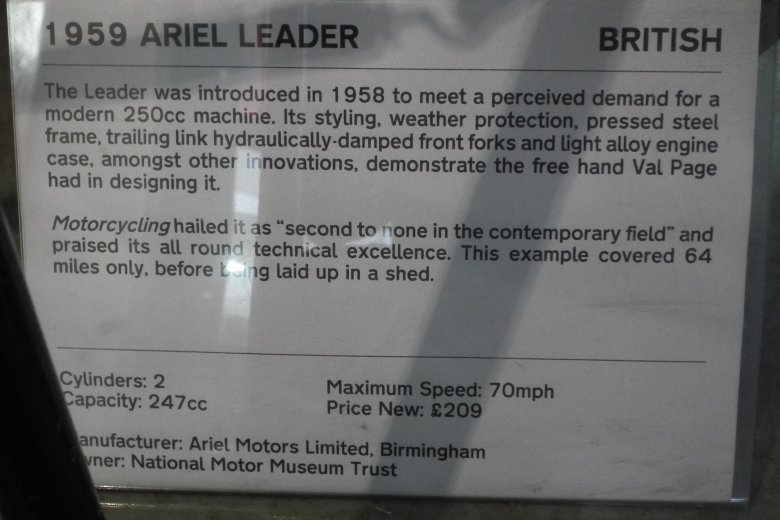 1959 ARIEL LEADER BRITISH
The Leader was introduced in 1958 to meet a perceived demand for a
modern 250cc machine. Its styling, weather protection, pressed steel
frame, trailing link hydraulically-damped front forks and light alloy engine
case, amongst other innovations, demonstrate the free hand Val Page
had in designing it.
Motorcycling hailed it as “second to none in the contemporary field” and
praised its all round technical excellence. This example covered 64
miles only, before being laid up in a shed.
Cylinders: 2
Capacity: 247cc
Maximum Speed: 70mph
Price New: £209
anufacturer: Ariel Motors Limited, Birmingham
wner: National Motor Museum Trust